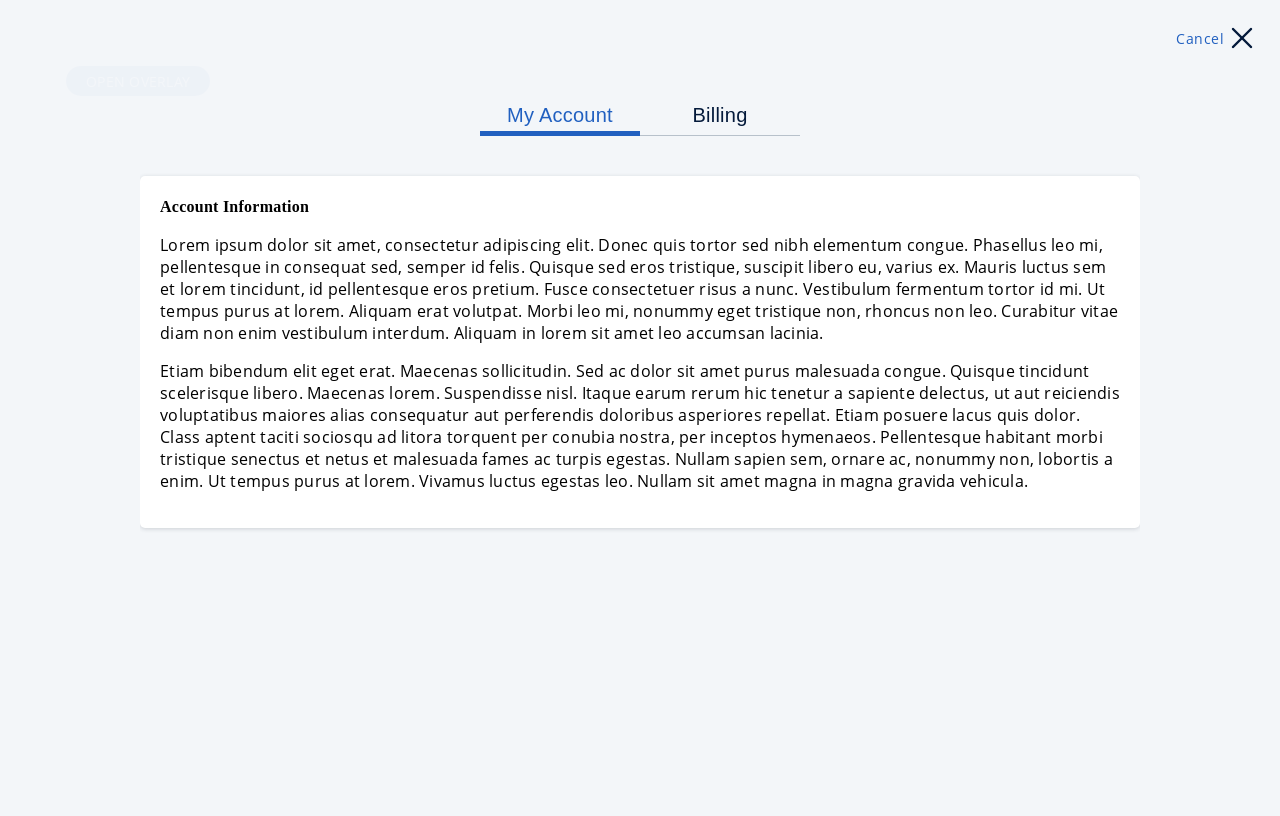 Cancel
OPEN OVERLAY
My Account
Billing
Account Information
Lorem ipsum dolor sit amet, consectetur adipiscing elit. Donec quis tortor sed nibh elementum congue. Phasellus leo mi,
pellentesque in consequat sed, semper id felis. Quisque sed eros tristique, suscipit libero eu, varius ex. Mauris luctus sem
et lorem tincidunt, id pellentesque eros pretium. Fusce consectetuer risus a nunc. Vestibulum fermentum tortor id mi. Ut
tempus purus at lorem. Aliquam erat volutpat. Morbi leo mi, nonummy eget tristique non, rhoncus non leo. Curabitur vitae
diam non enim vestibulum interdum. Aliquam in lorem sit amet leo accumsan lacinia.
Etiam bibendum elit eget erat. Maecenas sollicitudin. Sed ac dolor sit amet purus malesuada congue. Quisque tincidunt
scelerisque libero. Maecenas lorem. Suspendisse nisl. Itaque earum rerum hic tenetur a sapiente delectus, ut aut reiciendis
voluptatibus maiores alias consequatur aut perferendis doloribus asperiores repellat. Etiam posuere lacus quis dolor.
Class aptent taciti sociosqu ad litora torquent per conubia nostra, per inceptos hymenaeos. Pellentesque habitant morbi
tristique senectus et netus et malesuada fames ac turpis egestas. Nullam sapien sem, ornare ac, nonummy non, lobortis a
enim. Ut tempus purus at lorem. Vivamus luctus egestas leo. Nullam sit amet magna in magna gravida vehicula.